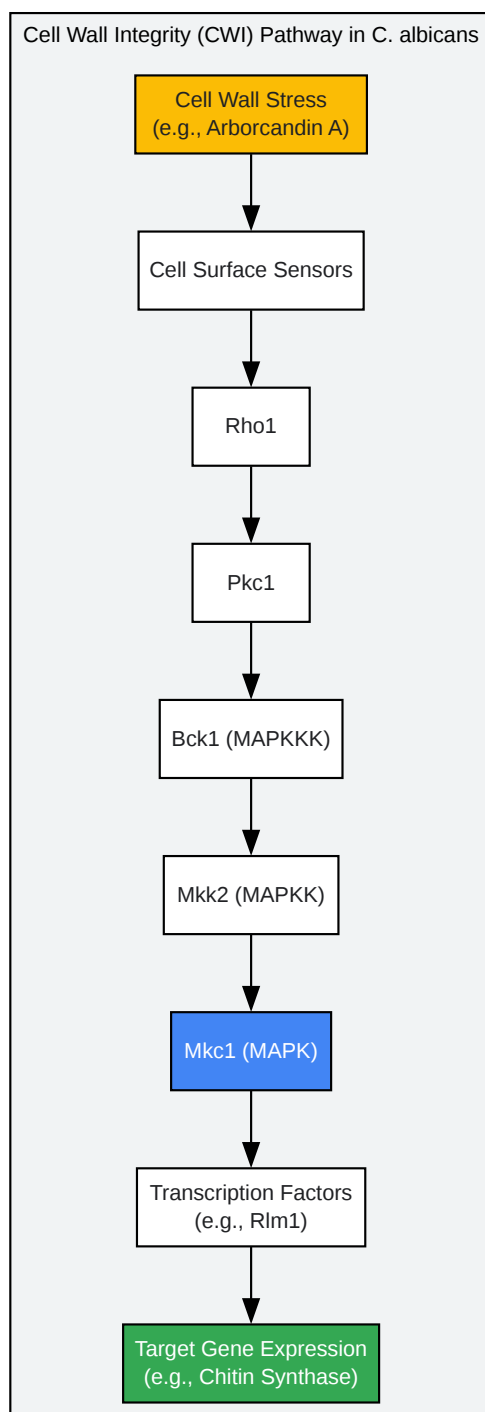 Cell Wall Integrity (CWI) Pathway in C. albicans
Cell Wall Stress
(e.g., Arborcandin A)
Cell Surface Sensors
Rho1
Pkc1
Bck1 (MAPKKK)
Mkk2 (MAPKK)
Mkc1 (MAPK)
Transcription Factors
(e.g., Rlm1)
Target Gene Expression
(e.g., Chitin Synthase)